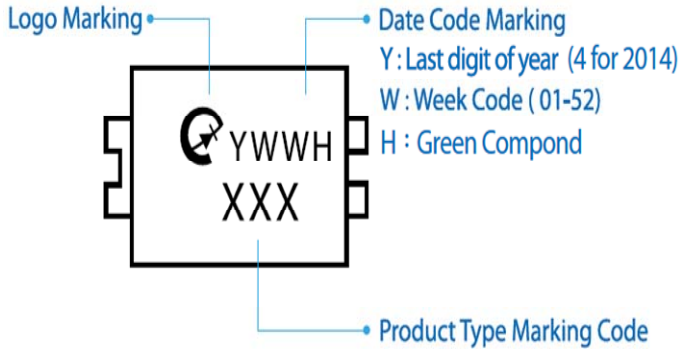 Logo Marking
Date Code Marking
Y : Last digit of year (4 for 2014)
W : Week Code ( 01-52)
H : Green Compond
YWWH
XXX
Product Type Marking Code